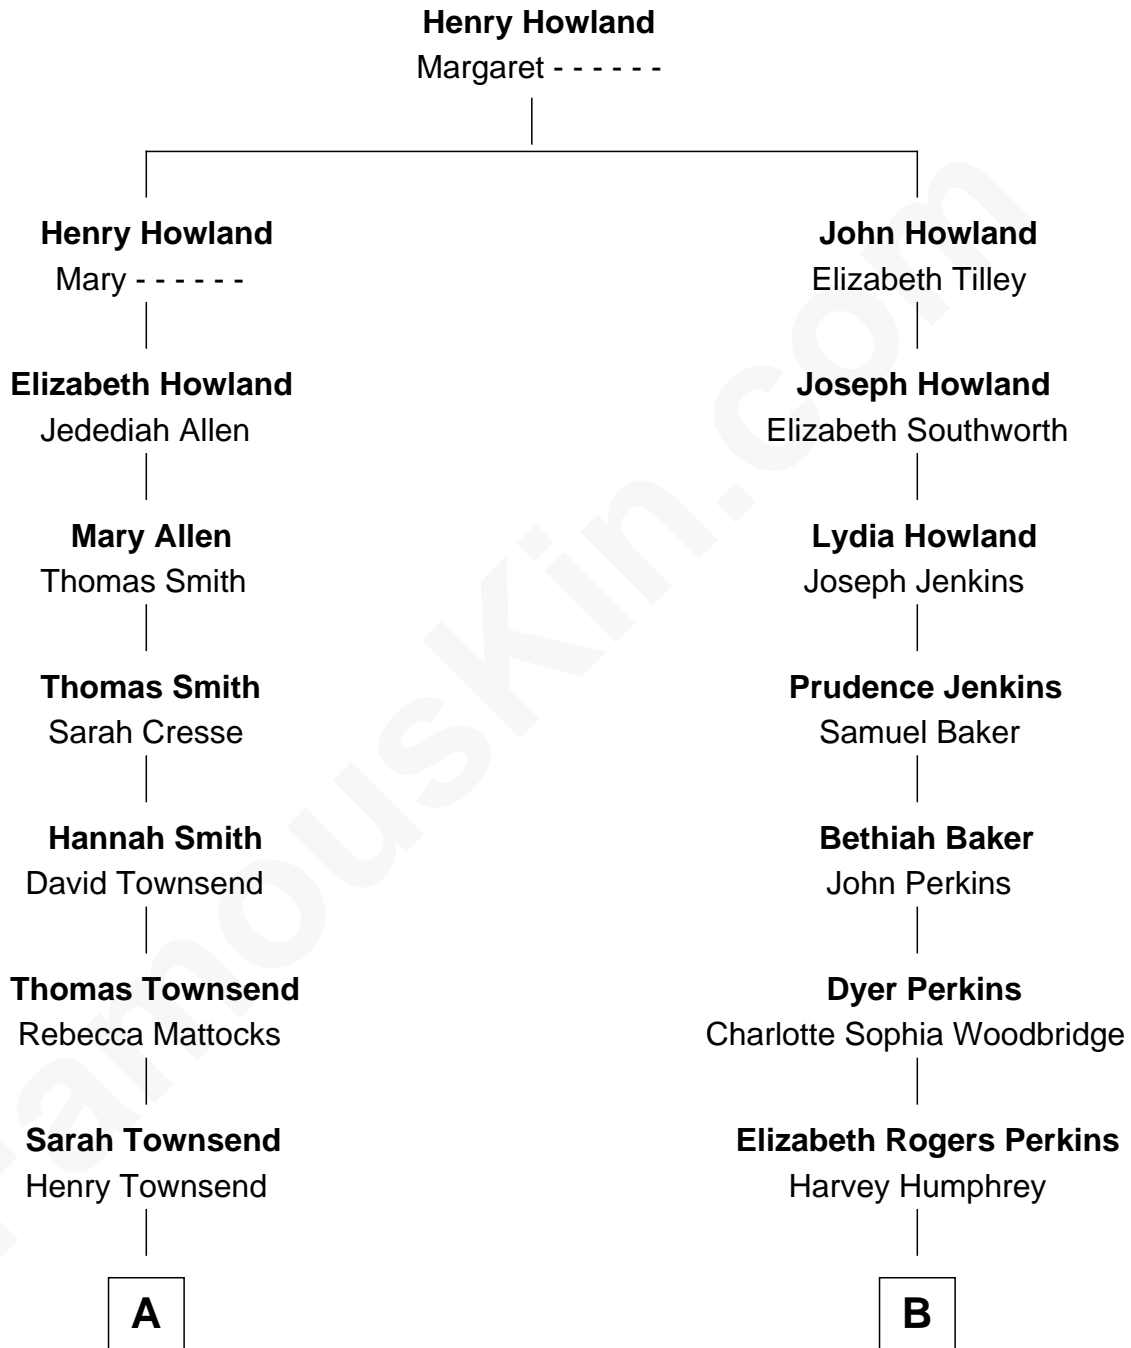 Henry Howland
Margaret - - - - - -
Henry Howland
Mary - - - - - -
Elizabeth Howland
Jedediah Allen
Mary Allen
Thomas Smith
Thomas Smith
Sarah Cresse
Hannah Smith
David Townsend
Thomas Townsend
Rebecca Mattocks
Sarah Townsend
Henry Townsend
A
John Howland
Elizabeth Tilley
Joseph Howland
Elizabeth Southworth
Lydia Howland
Joseph Jenkins
Prudence Jenkins
Samuel Baker
Bethiah Baker
John Perkins
Dyer Perkins
Charlotte Sophia Woodbridge
Elizabeth Rogers Perkins
Harvey Humphrey
B
FamousKin.com